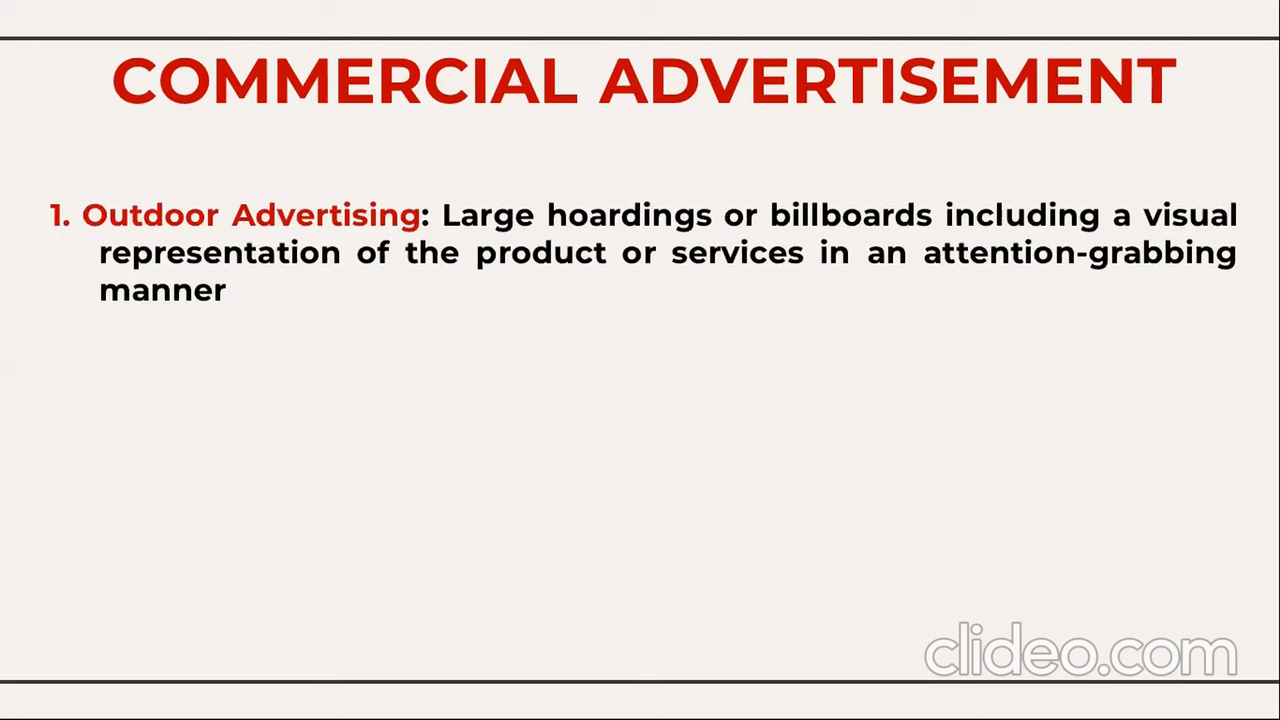 COMMERCIAL ADVERTISEMENT
1. Outdoor Advertising: Large hoardings or billboards including a visual
representation of the product or services in an attention-grabbing
manner
clideo.com